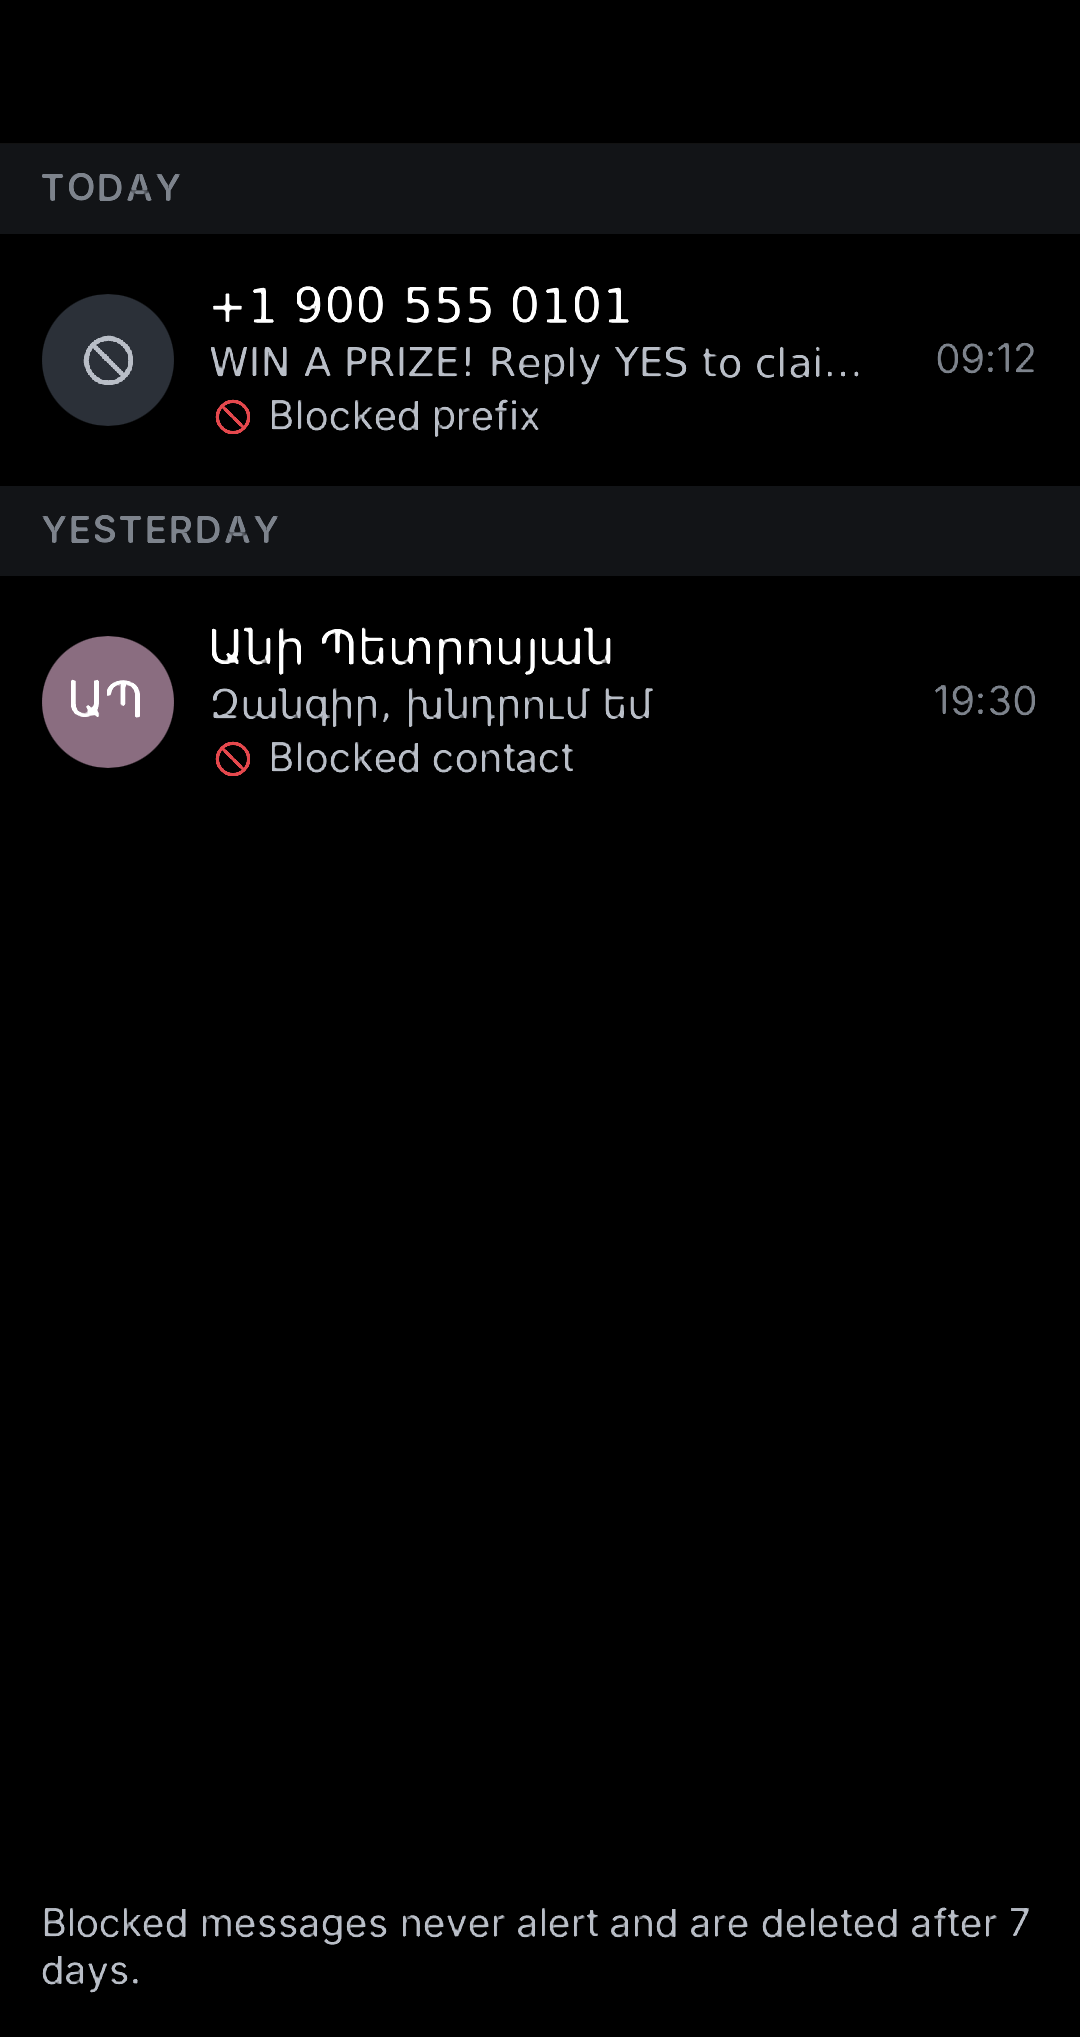 TODAY
+1 900 555 0101
WIN A PRIZE! Reply YES to clai…
09:12
Blocked prefix
YESTERDAY
ԱՊ
Անի Պետրոսյան
Զանգիր, խնդրում եմ
19:30
Blocked contact
Blocked messages never alert and are deleted after 7
days.